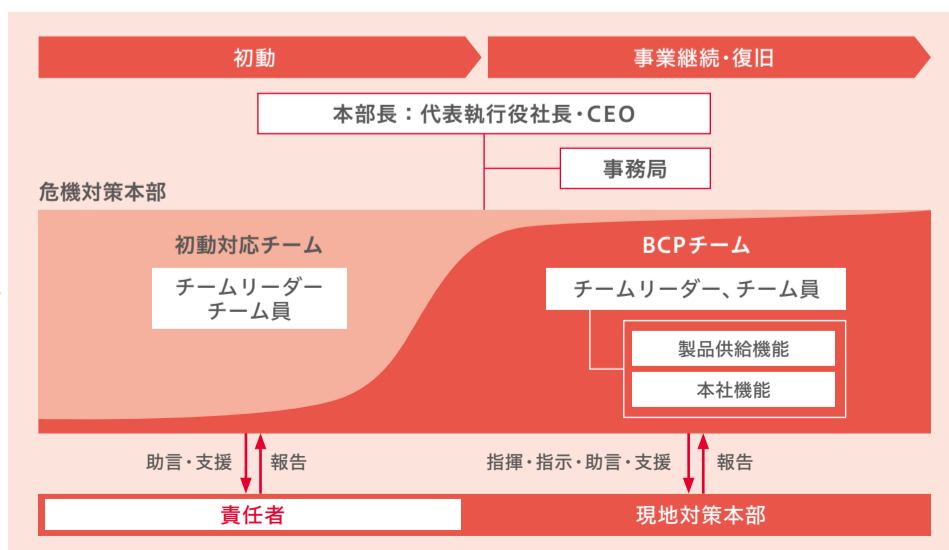 初動
事業継続・復旧
本部長：代表執行役社長・CEO
事務局
危機対策本部
初動対応チーム
チームリーダー
チーム員
BCPチーム
チームリーダー、チーム員
製品供給機能
本社機能
助言・支援
報告
指揮・指示・助言・支援
報告
責任者
現地対策本部